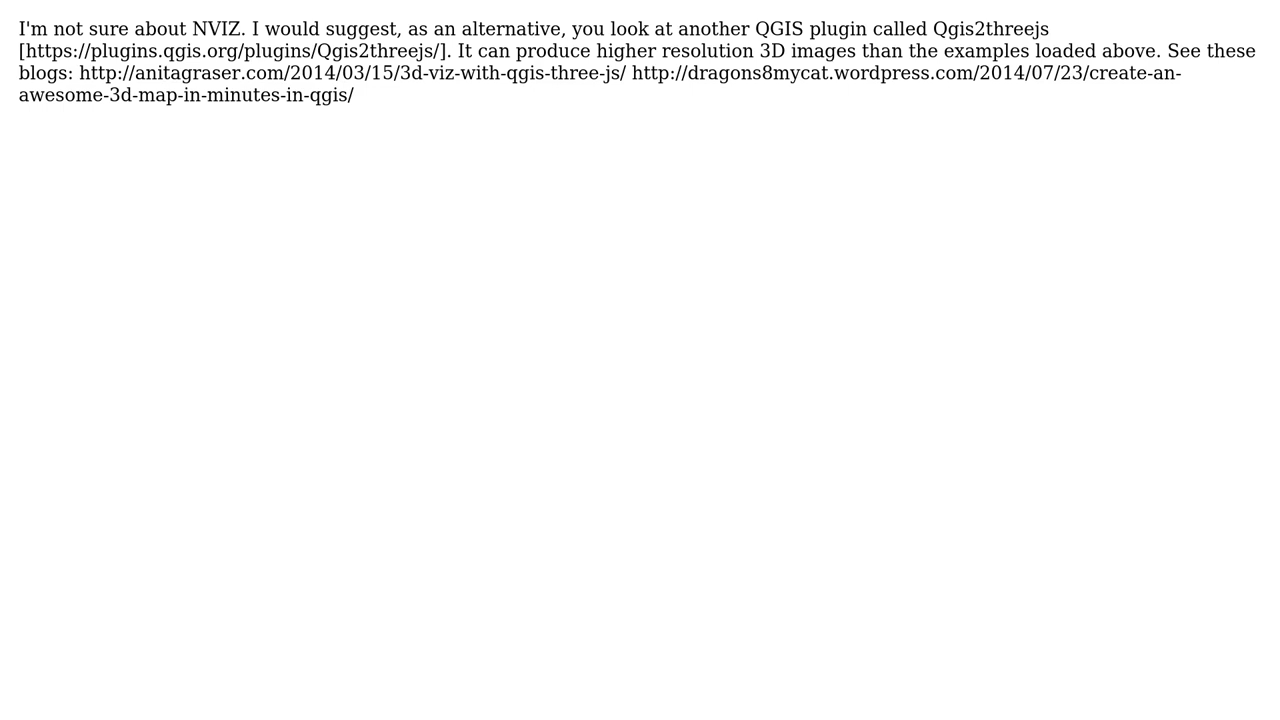 I'm not sure about NVIZ. I would suggest, as an alternative, you look at another QGIS plugin called Qgis2threejs
[https://plugins.qgis.org/plugins/Qgis2threejs/]. It can produce higher resolution 3D images than the examples loaded above. See these
blogs: http://anitagraser.com/2014/03/15/3d-viz-with-qgis-three-js/ http://dragons8mycat.wordpress.com/2014/07/23/create-an-
awesome-3d-map-in-minutes-in-qgis/